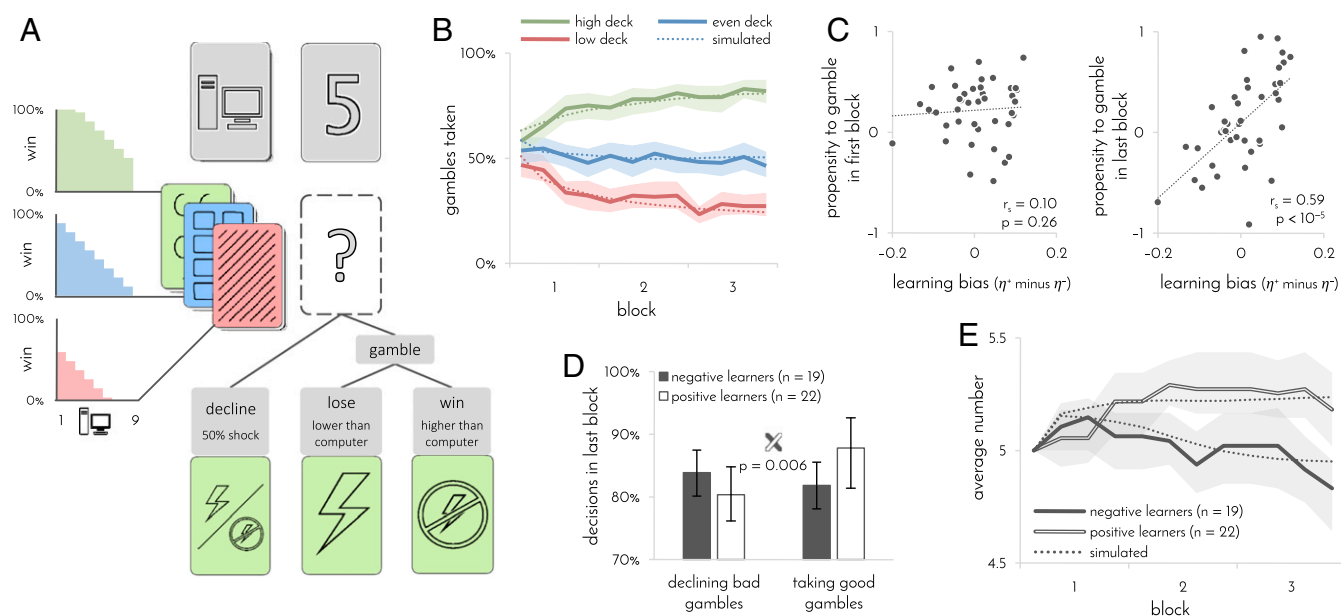 A
5
100%
win
0%
100%
win
0%
100%
win
0%
1
9
?
gamble
decline
50% shock
lose
lower than
computer
win
higher than
computer
B
high deck
even deck
low deck
simulated
100%
50%
0%
gambles taken
1
2
3
block
C
propensity to gamble
in first block
1
0
-1
-0.2
0
0.2
rs = 0.10
p = 0.26
learning bias (η+ minus η-)
propensity to gamble
in last block
1
0
-1
-0.2
0
0.2
rs = 0.59
p < 10⁻⁵
learning bias (η+ minus η-)
D
negative learners (n = 19)
positive learners (n = 22)
100%
90%
80%
70%
decisions in last block
p = 0.006
declining bad
gambles
taking good
gambles
E
5.5
5
4.5
average number
negative learners (n = 19)
positive learners (n = 22)
simulated
1
2
3
block